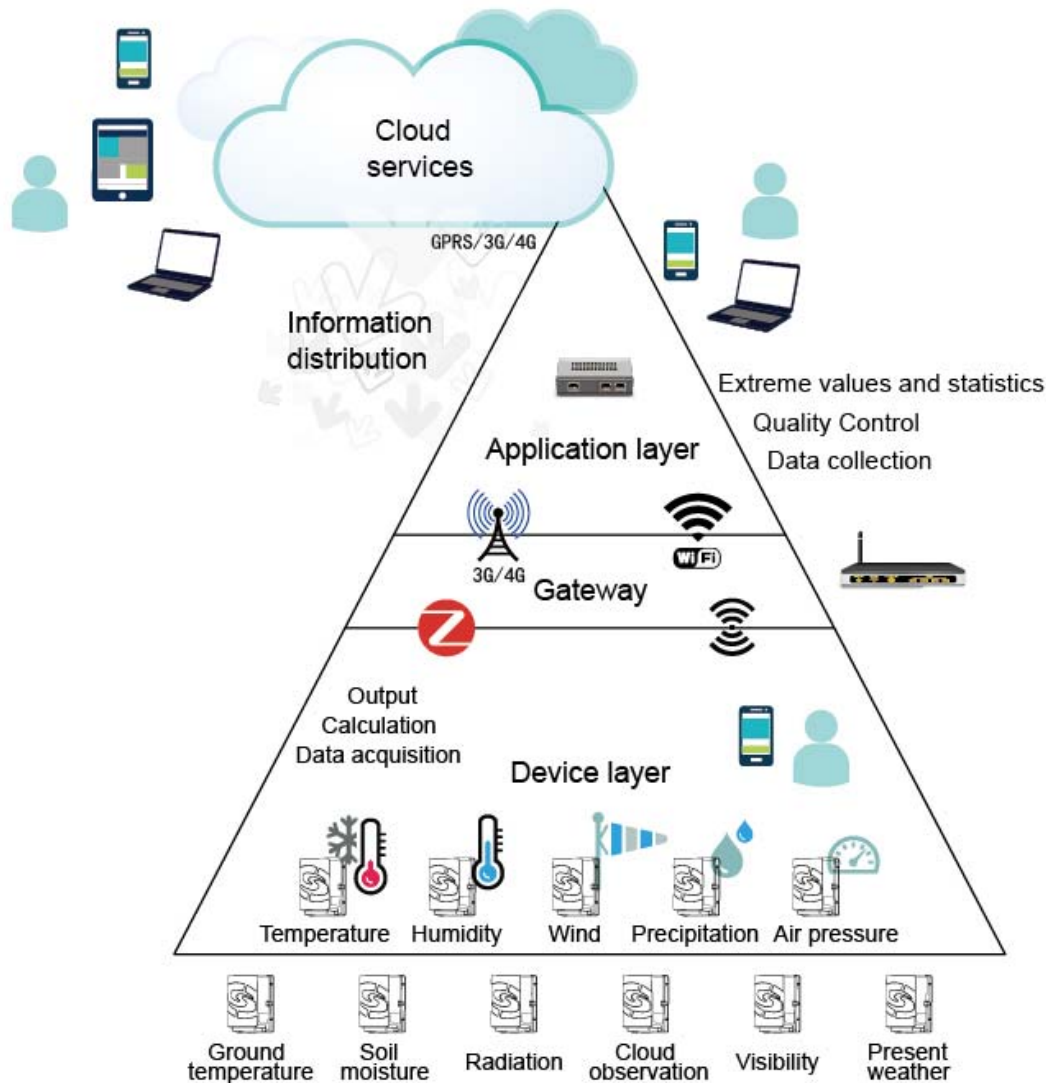 Cloud
services
GPRS/3G/4G
Information
distribution
Extreme values and statistics
Quality Control
Data collection
Application layer
3G/4G
WiFi
Gateway
Z
Output
Calculation
Data acquisition
Device layer
Temperature
Humidity
Wind
Precipitation
Air pressure
Ground
temperature
Soil
moisture
Radiation
Cloud
observation
Visibility
Present
weather